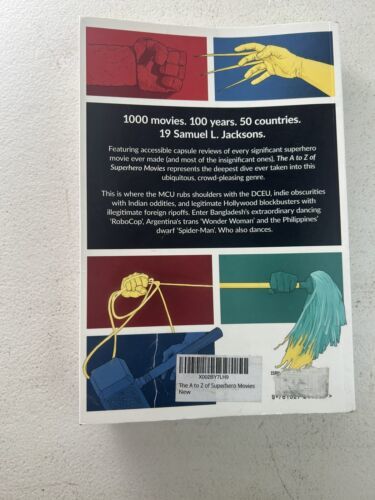 1000 movies. 100 years. 50 countries.
19 Samuel L. Jacksons.
Featuring accessible capsule reviews of every significant superhero
movie ever made (and most of the insignificant ones), The A to Z of
Superhero Movies represents the deepest dive ever taken into this
ubiquitous, crowd-pleasing genre.
This is where the MCU rubs shoulders with the DCEU, indie obscurities
with Indian oddities, and legitimate Hollywood blockbusters with
illegitimate foreign ripoffs. Enter Bangladesh's extraordinary dancing
'RoboCop', Argentina's trans 'Wonder Woman' and the Philippines'
dwarf 'Spider-Man'. Who also dances.
X002BY7LH9
The A to Z of Superhero Movies
New